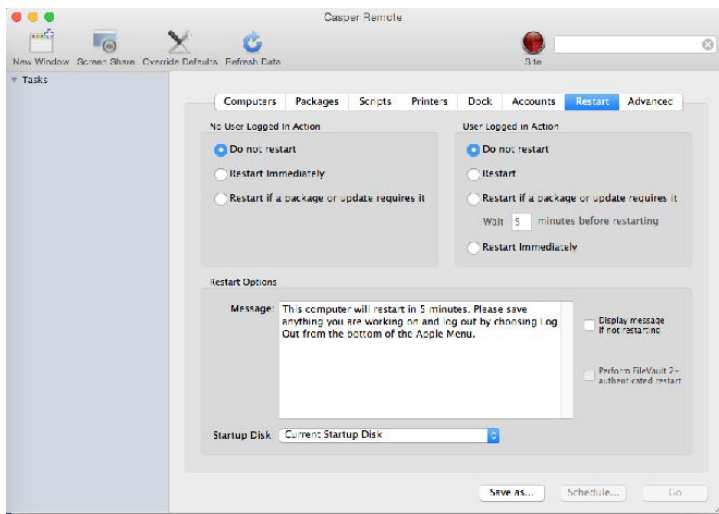 Casper Remote
New Window Screen Share Override Defaults Refresh Data Site
Tasks
Computers Packages Scripts Printers Dock Accounts Restart Advanced
No User Logged In Action
Do not restart
Restart Immediately
Restart if a package or update requires it
User Logged in Action
Do not restart
Restart
Restart if a package or update requires it
Wait 5 minutes before restarting
Restart Immediately
Restart Options
Message: This computer will restart in 5 minutes. Please save
anything you are working on and log out by choosing Log
Out from the bottom of the Apple Menu.
Display message
if not restarting
Perform FileVault 2-
authenticated restart
Startup Disk: Current Startup Disk
Save as... Schedule... Go